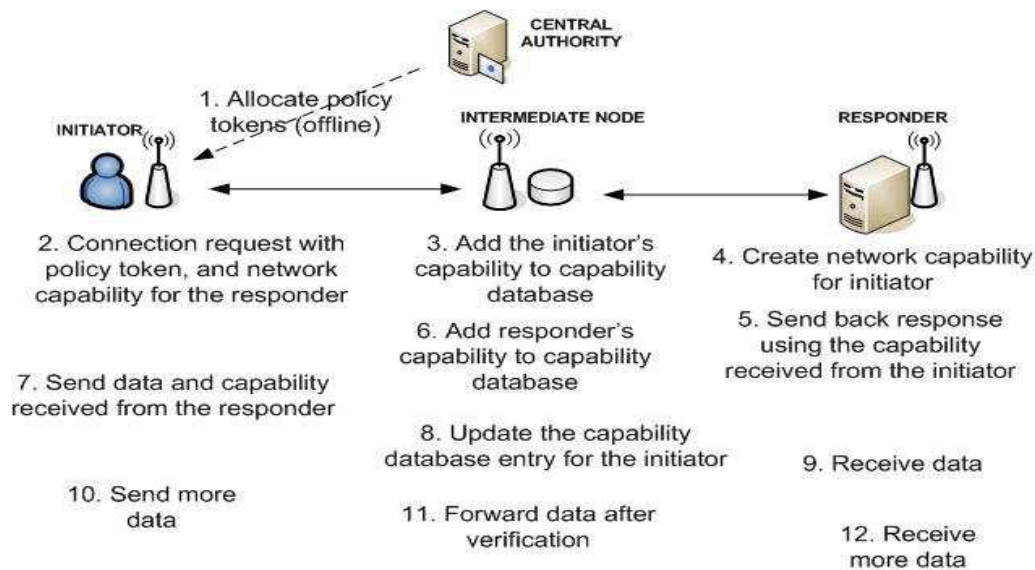 CENTRAL
AUTHORITY
1. Allocate policy
tokens (offline)
INITIATOR
INTERMEDIATE NODE
RESPONDER
2. Connection request with
policy token, and network
capability for the responder
3. Add the initiator's
capability to capability
database
4. Create network capability
for initiator
5. Send back response
using the capability
received from the initiator
6. Add responder's
capability to capability
database
7. Send data and capability
received from the responder
8. Update the capability
database entry for the initiator
9. Receive data
10. Send more
data
11. Forward data after
verification
12. Receive
more data